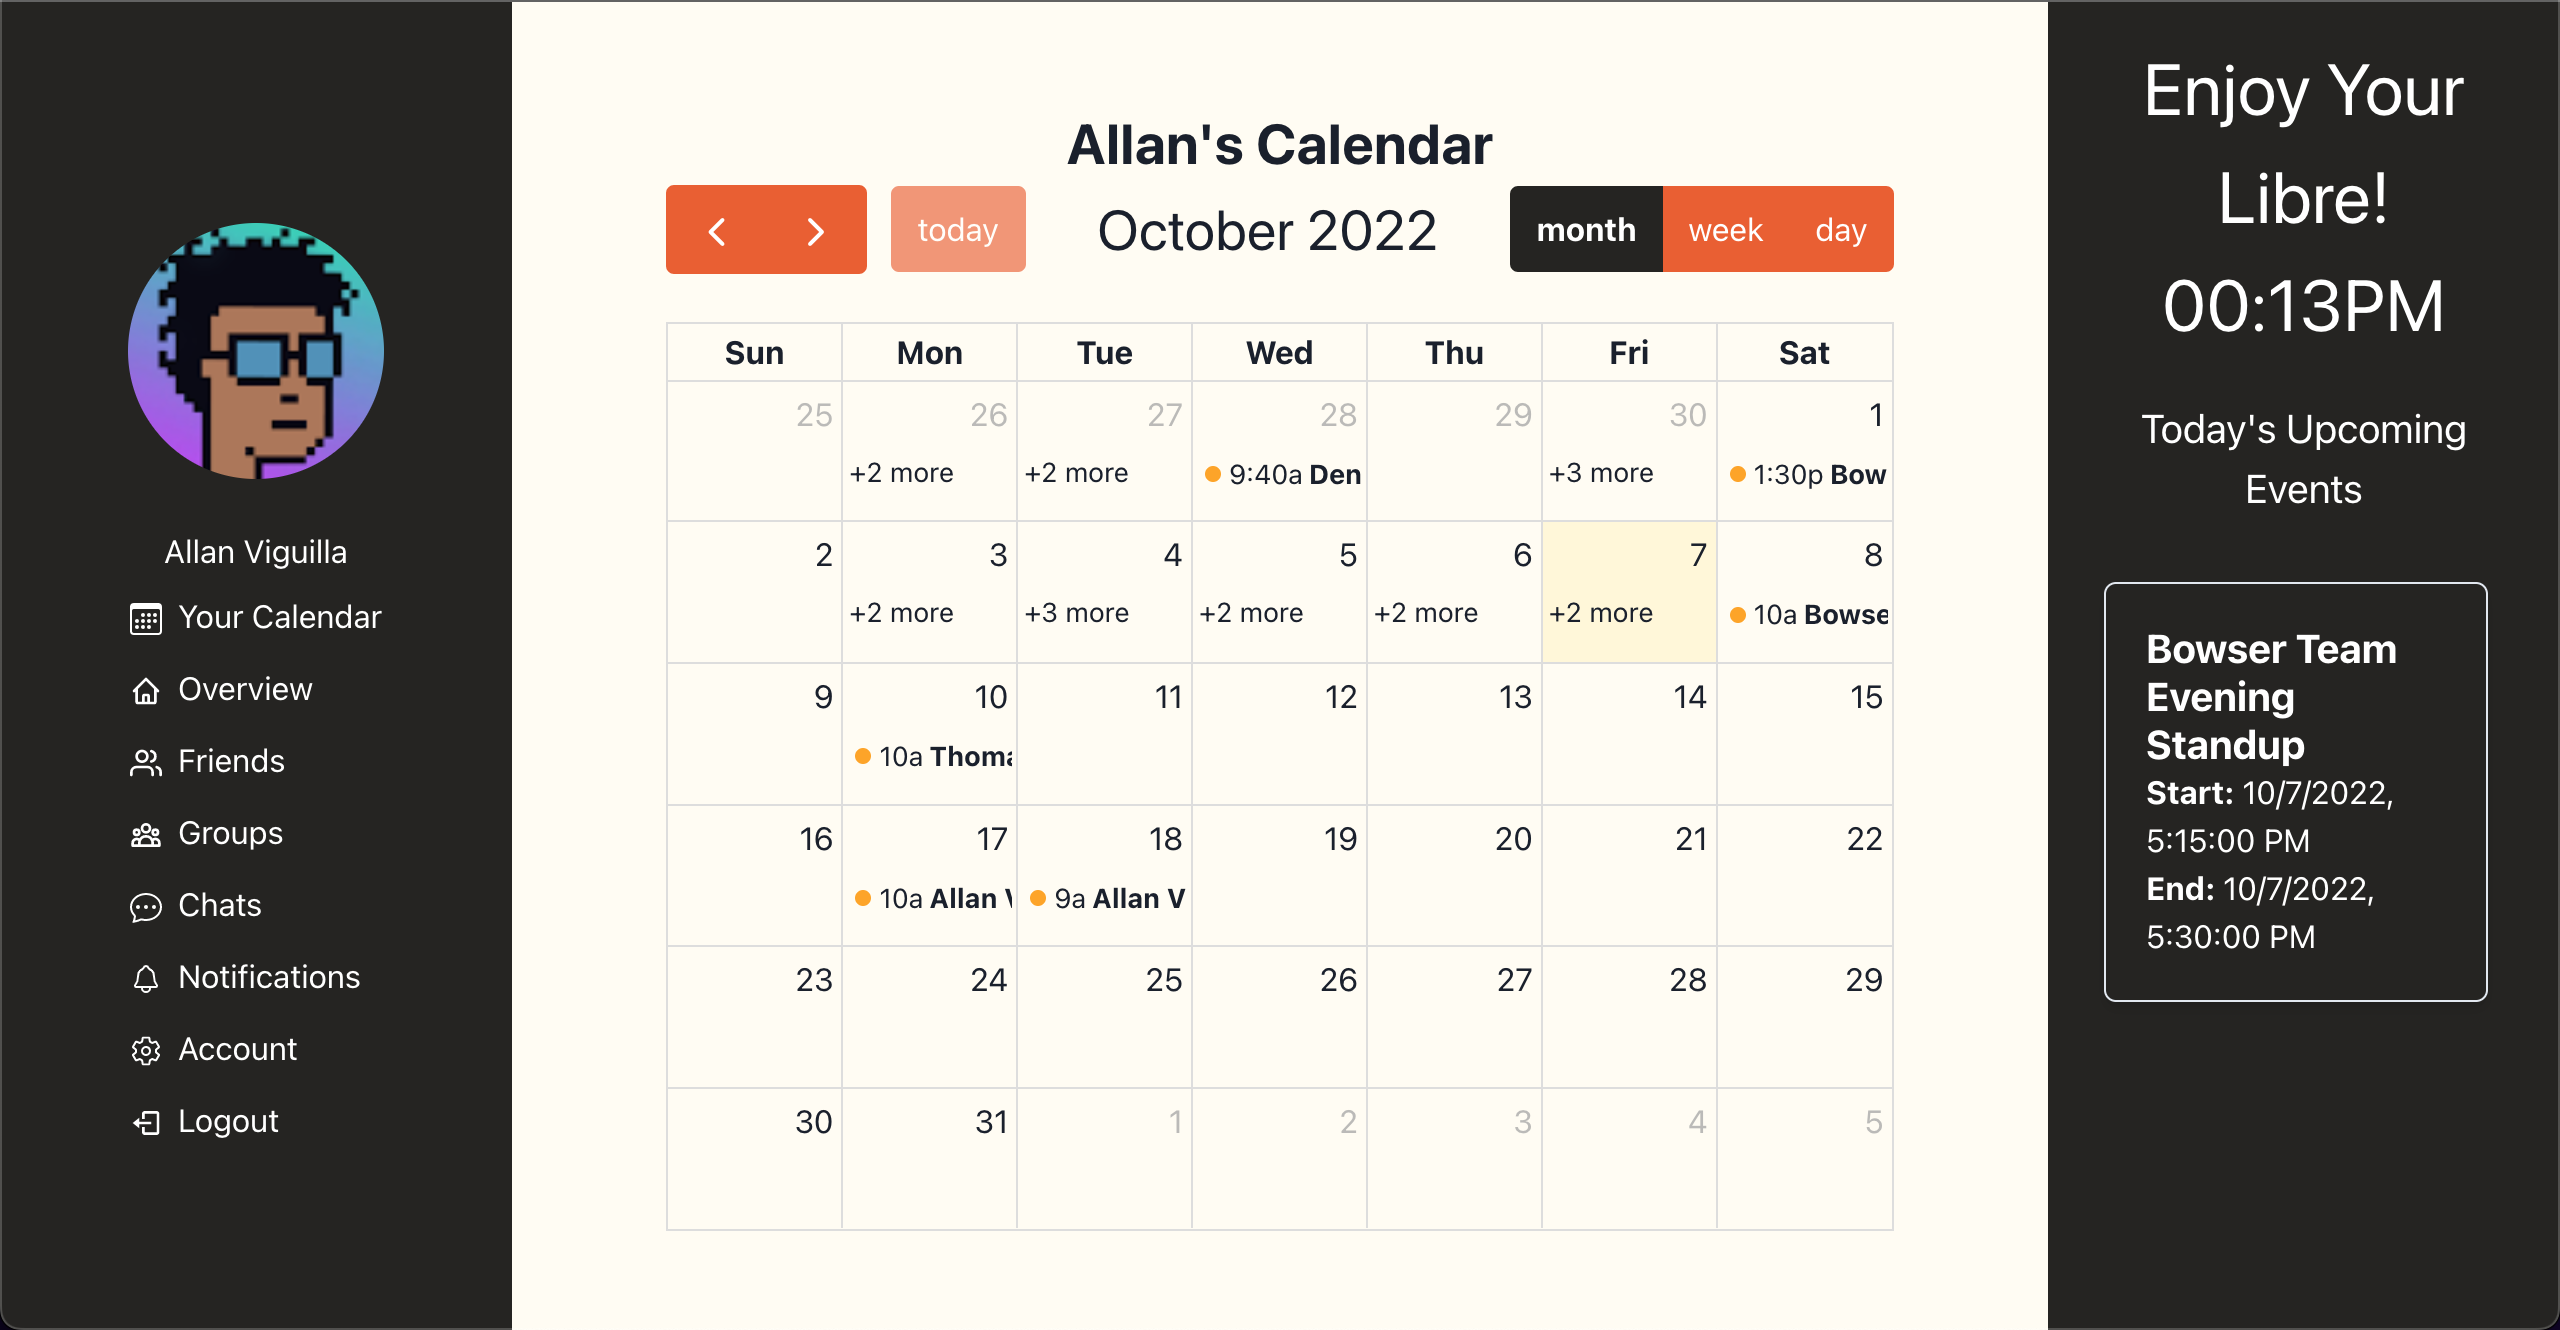 Allan Viguilla
Your Calendar
Overview
Friends
Groups
Chats
Notifications
Account
Logout
Allan's Calendar
today
October 2022
month week day
Sun Mon Tue Wed Thu Fri Sat
25 26 27 28 29 30 1
+2 more +2 more 9:40a Den +3 more 1:30p Bow
2 3 4 5 6 7 8
+2 more +3 more +2 more +2 more +2 more 10a Bowse
9 10 11 12 13 14 15
10a Thoma
16 17 18 19 20 21 22
10a Allan V 9a Allan V
23 24 25 26 27 28 29
30 31 1 2 3 4 5
Enjoy Your
Libre!
00:13PM
Today's Upcoming
Events
Bowser Team
Evening
Standup
Start: 10/7/2022,
5:15:00 PM
End: 10/7/2022,
5:30:00 PM